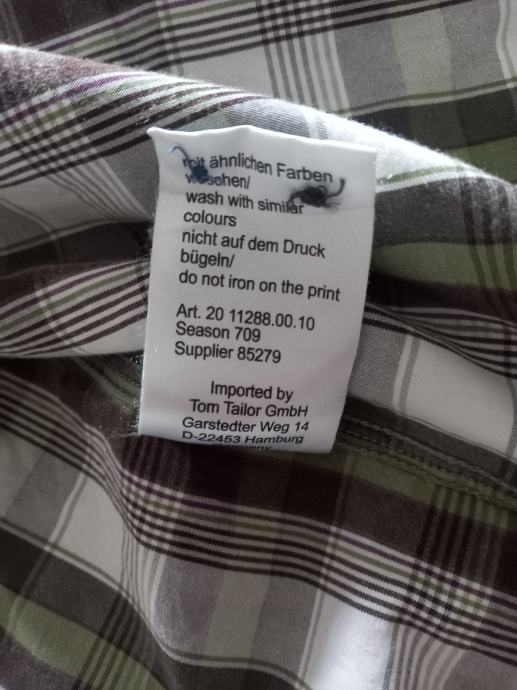 mit ähnlichen Farben
waschen/
wash with similar
colours
nicht auf dem Druck
bügeln/
do not iron on the print
Art. 20 11288.00.10
Season 709
Supplier 85279
Imported by
Tom Tailor GmbH
Garstedter Weg 14
D-22453 Hamburg
Germany